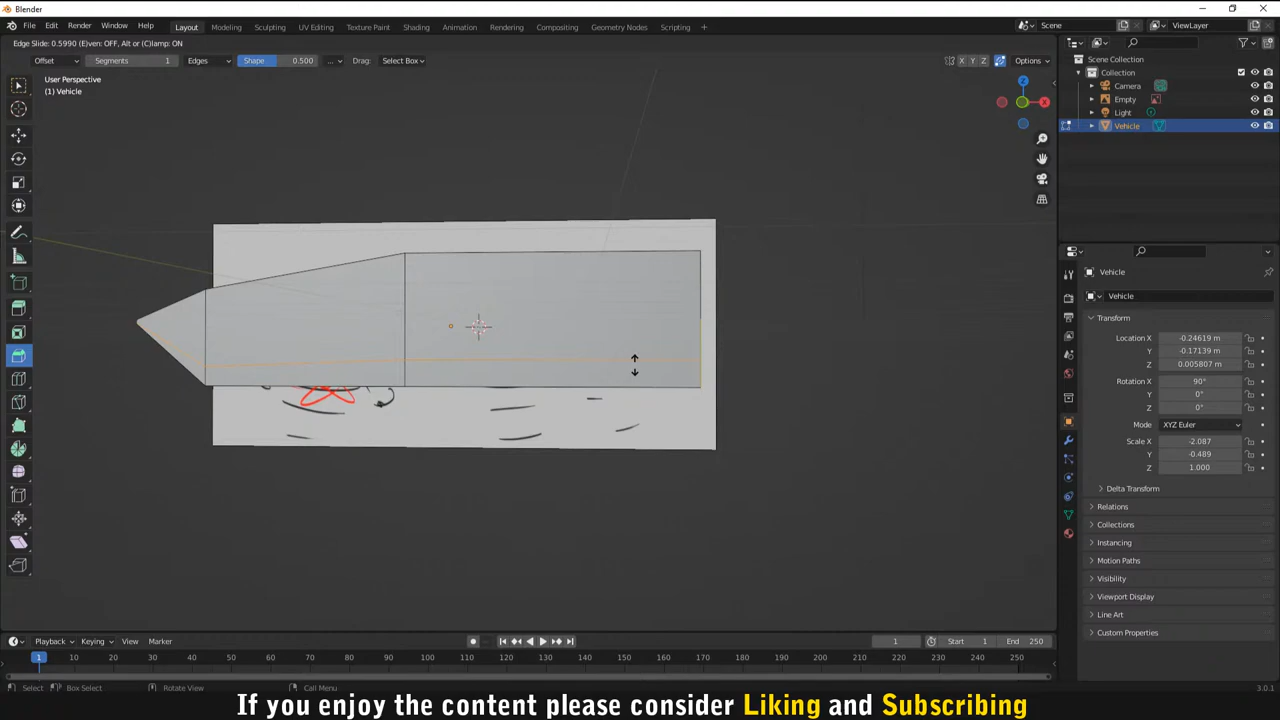 Blender
File Edit Render Window Help Layout Modeling Sculpting UV Editing Texture Paint Shading Animation Rendering Compositing Geometry Nodes Scripting + Scene ViewLayer
Edge Slide: 0.5990 (E)ven: OFF, Alt or (C)lamp: ON
Offset Segments 1 Edges Shape 0.500 ... Drag: Select Box X Y Z Options
User Perspective
(1) Vehicle
Z
X
Scene Collection
Collection
Camera
Empty
Light
Vehicle
Vehicle
Vehicle
Transform
Location X -0.24619 m
Y -0.17139 m
Z 0.005807 m
Rotation X 90°
Y 0°
Z 0°
Mode XYZ Euler
Scale X -2.087
Y -0.489
Z 1.000
Delta Transform
Relations
Collections
Instancing
Motion Paths
Visibility
Viewport Display
Line Art
Custom Properties
Playback Keying View Marker 1 Start 1 End 250
1 10 20 30 40 50 60 70 80 90 100 110 120 130 140 150 160 170 180 190 200 210 220 230 240 250
Select Box Select Rotate View Call Menu 3.0.1
If you enjoy the content please consider Liking and Subscribing